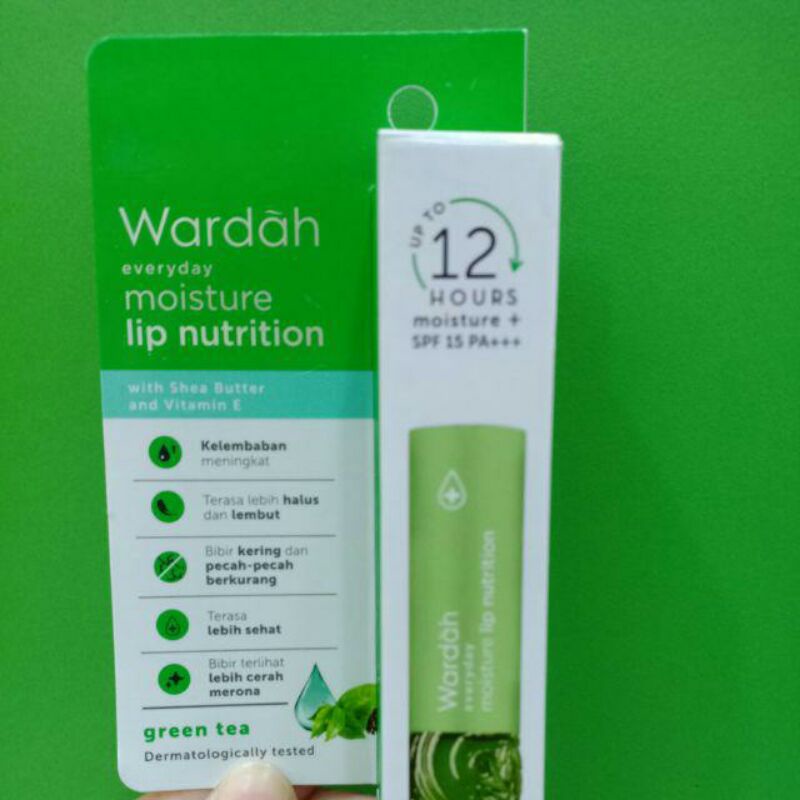 Wardah
everyday
moisture
lip nutrition
with Shea Butter
and Vitamin E
Kelembaban
meningkat
Terasa lebih halus
dan lembut
Bibir kering dan
pecah-pecah
berkurang
Terasa
lebih sehat
Bibir terlihat
lebih cerah
merona
green tea
Dermatologically tested
UP TO
12
HOURS
moisture +
SPF 15 PA+++
Wardah
everyday
moisture lip nutrition